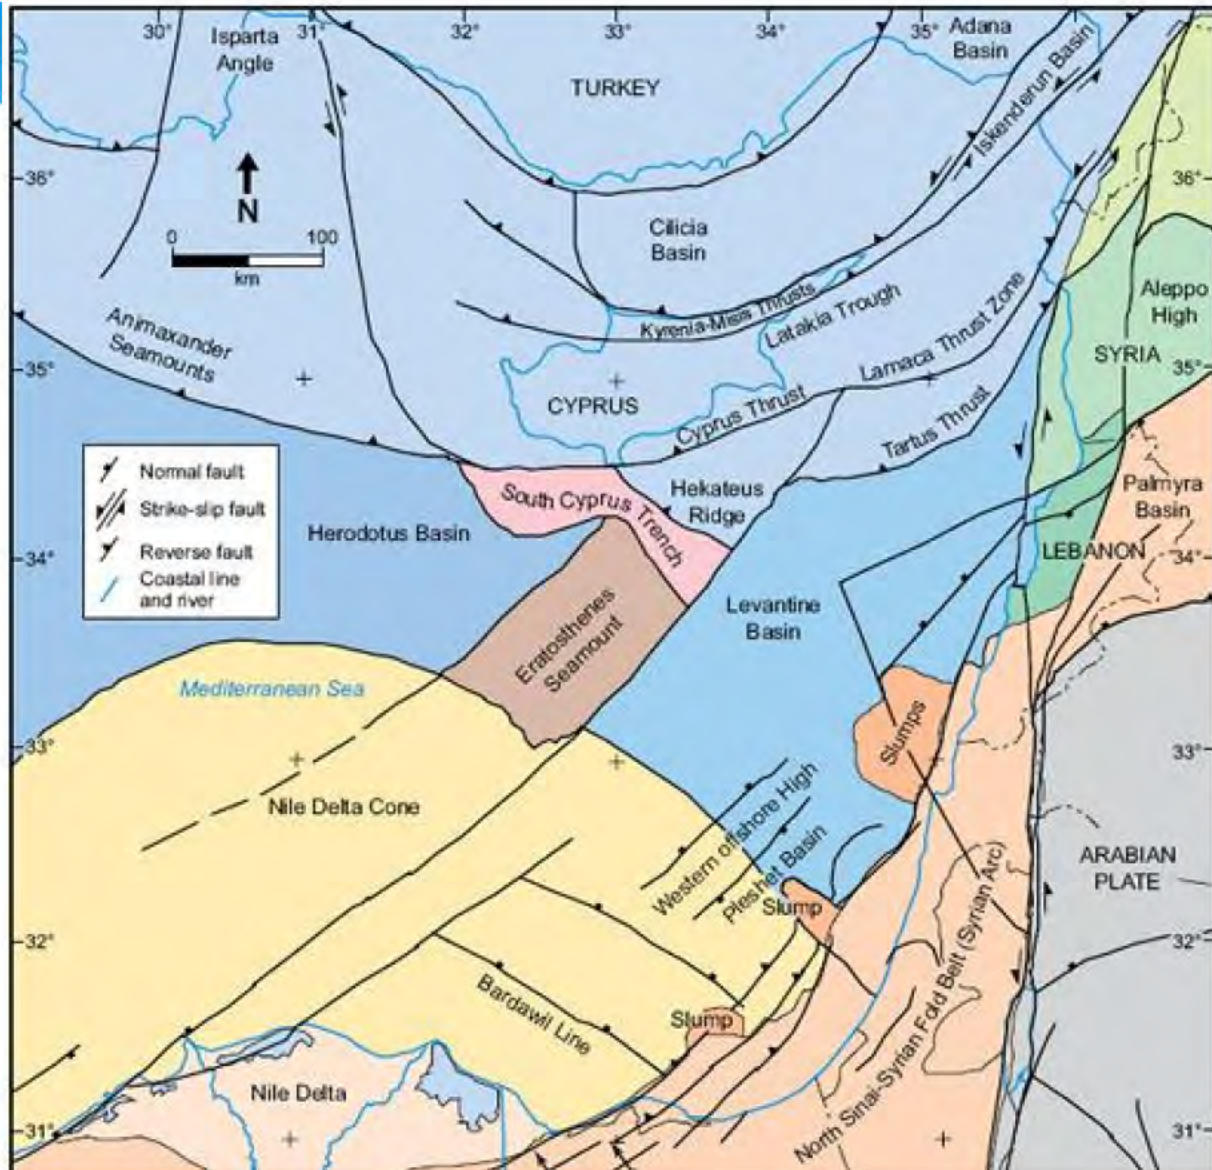 30°
31°
32°
33°
34°
35°
Isparta
Angle
Adana
Basin
TURKEY
Iskenderun Basin
36°
36°
N
0
100
km
Cilicia
Basin
Kyrenia-Misis Thrusts
Latakia Trough
Aleppo
High
Animaxander
Seamounts
SYRIA
35°
35°
Larnaca Thrust Zone
CYPRUS
Cyprus Thrust
Tartus Thrust
Normal fault
Strike-slip fault
Reverse fault
Coastal line
and river
South Cyprus Trench
Hekateus
Ridge
Palmyra
Basin
Herodotus Basin
34°
34°
LEBANON
Levantine
Basin
Eratosthenes
Seamount
Mediterranean Sea
Slumps
33°
33°
Nile Delta Cone
Western offshore High
Pleshet Basin
ARABIAN
PLATE
Slump
32°
32°
Bardawil Line
Slump
North Sinai-Syrian Fold Belt (Syrian Arc)
Nile Delta
31°
31°